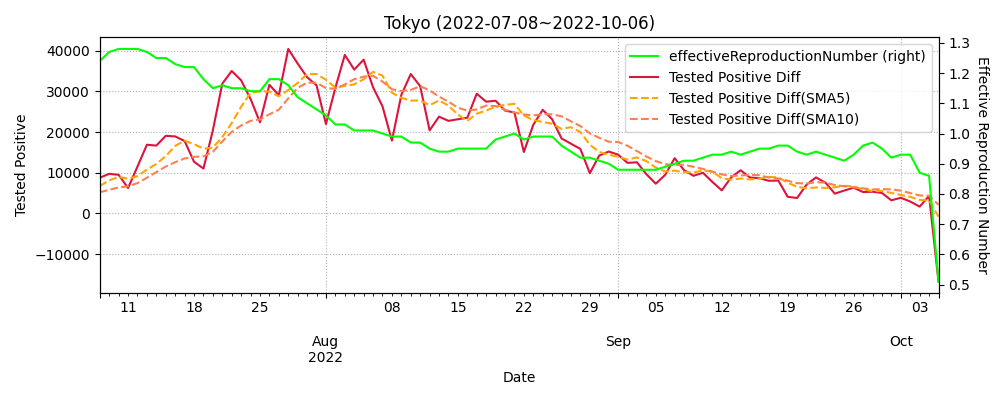 Tokyo (2022-07-08~2022-10-06)
effectiveReproductionNumber (right)
Tested Positive Diff
Tested Positive Diff(SMA5)
Tested Positive Diff(SMA10)
Tested Positive
40000
30000
20000
10000
0
−10000
1.3
1.2
1.1
1.0
0.9
0.8
0.7
0.6
0.5
Effective Reproduction Number
11 18 25 08 15 22 29 05 12 19 26 03
Aug Sep Oct
2022
Date